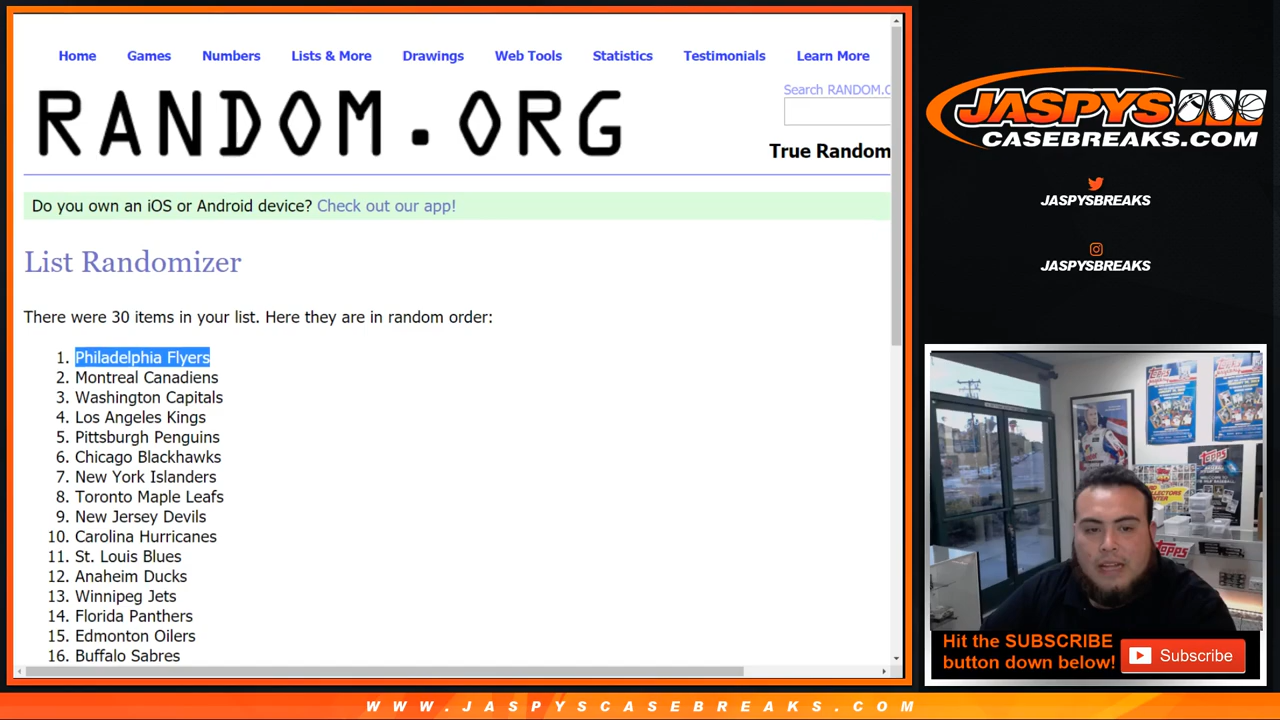 Home Games Numbers Lists & More Drawings Web Tools Statistics Testimonials Learn More
RANDOM.ORG
Search RANDOM.O
True Random
Do you own an iOS or Android device? Check out our app!
List Randomizer
There were 30 items in your list. Here they are in random order:
1. Philadelphia Flyers
2. Montreal Canadiens
3. Washington Capitals
4. Los Angeles Kings
5. Pittsburgh Penguins
6. Chicago Blackhawks
7. New York Islanders
8. Toronto Maple Leafs
9. New Jersey Devils
10. Carolina Hurricanes
11. St. Louis Blues
12. Anaheim Ducks
13. Winnipeg Jets
14. Florida Panthers
15. Edmonton Oilers
16. Buffalo Sabres
JASPYS
CASEBREAKS.COM
JASPYSBREAKS
JASPYSBREAKS
Topps
Topps
Hit the SUBSCRIBE
button down below!
Subscribe
WWW.JASPYSCASEBREAKS.COM